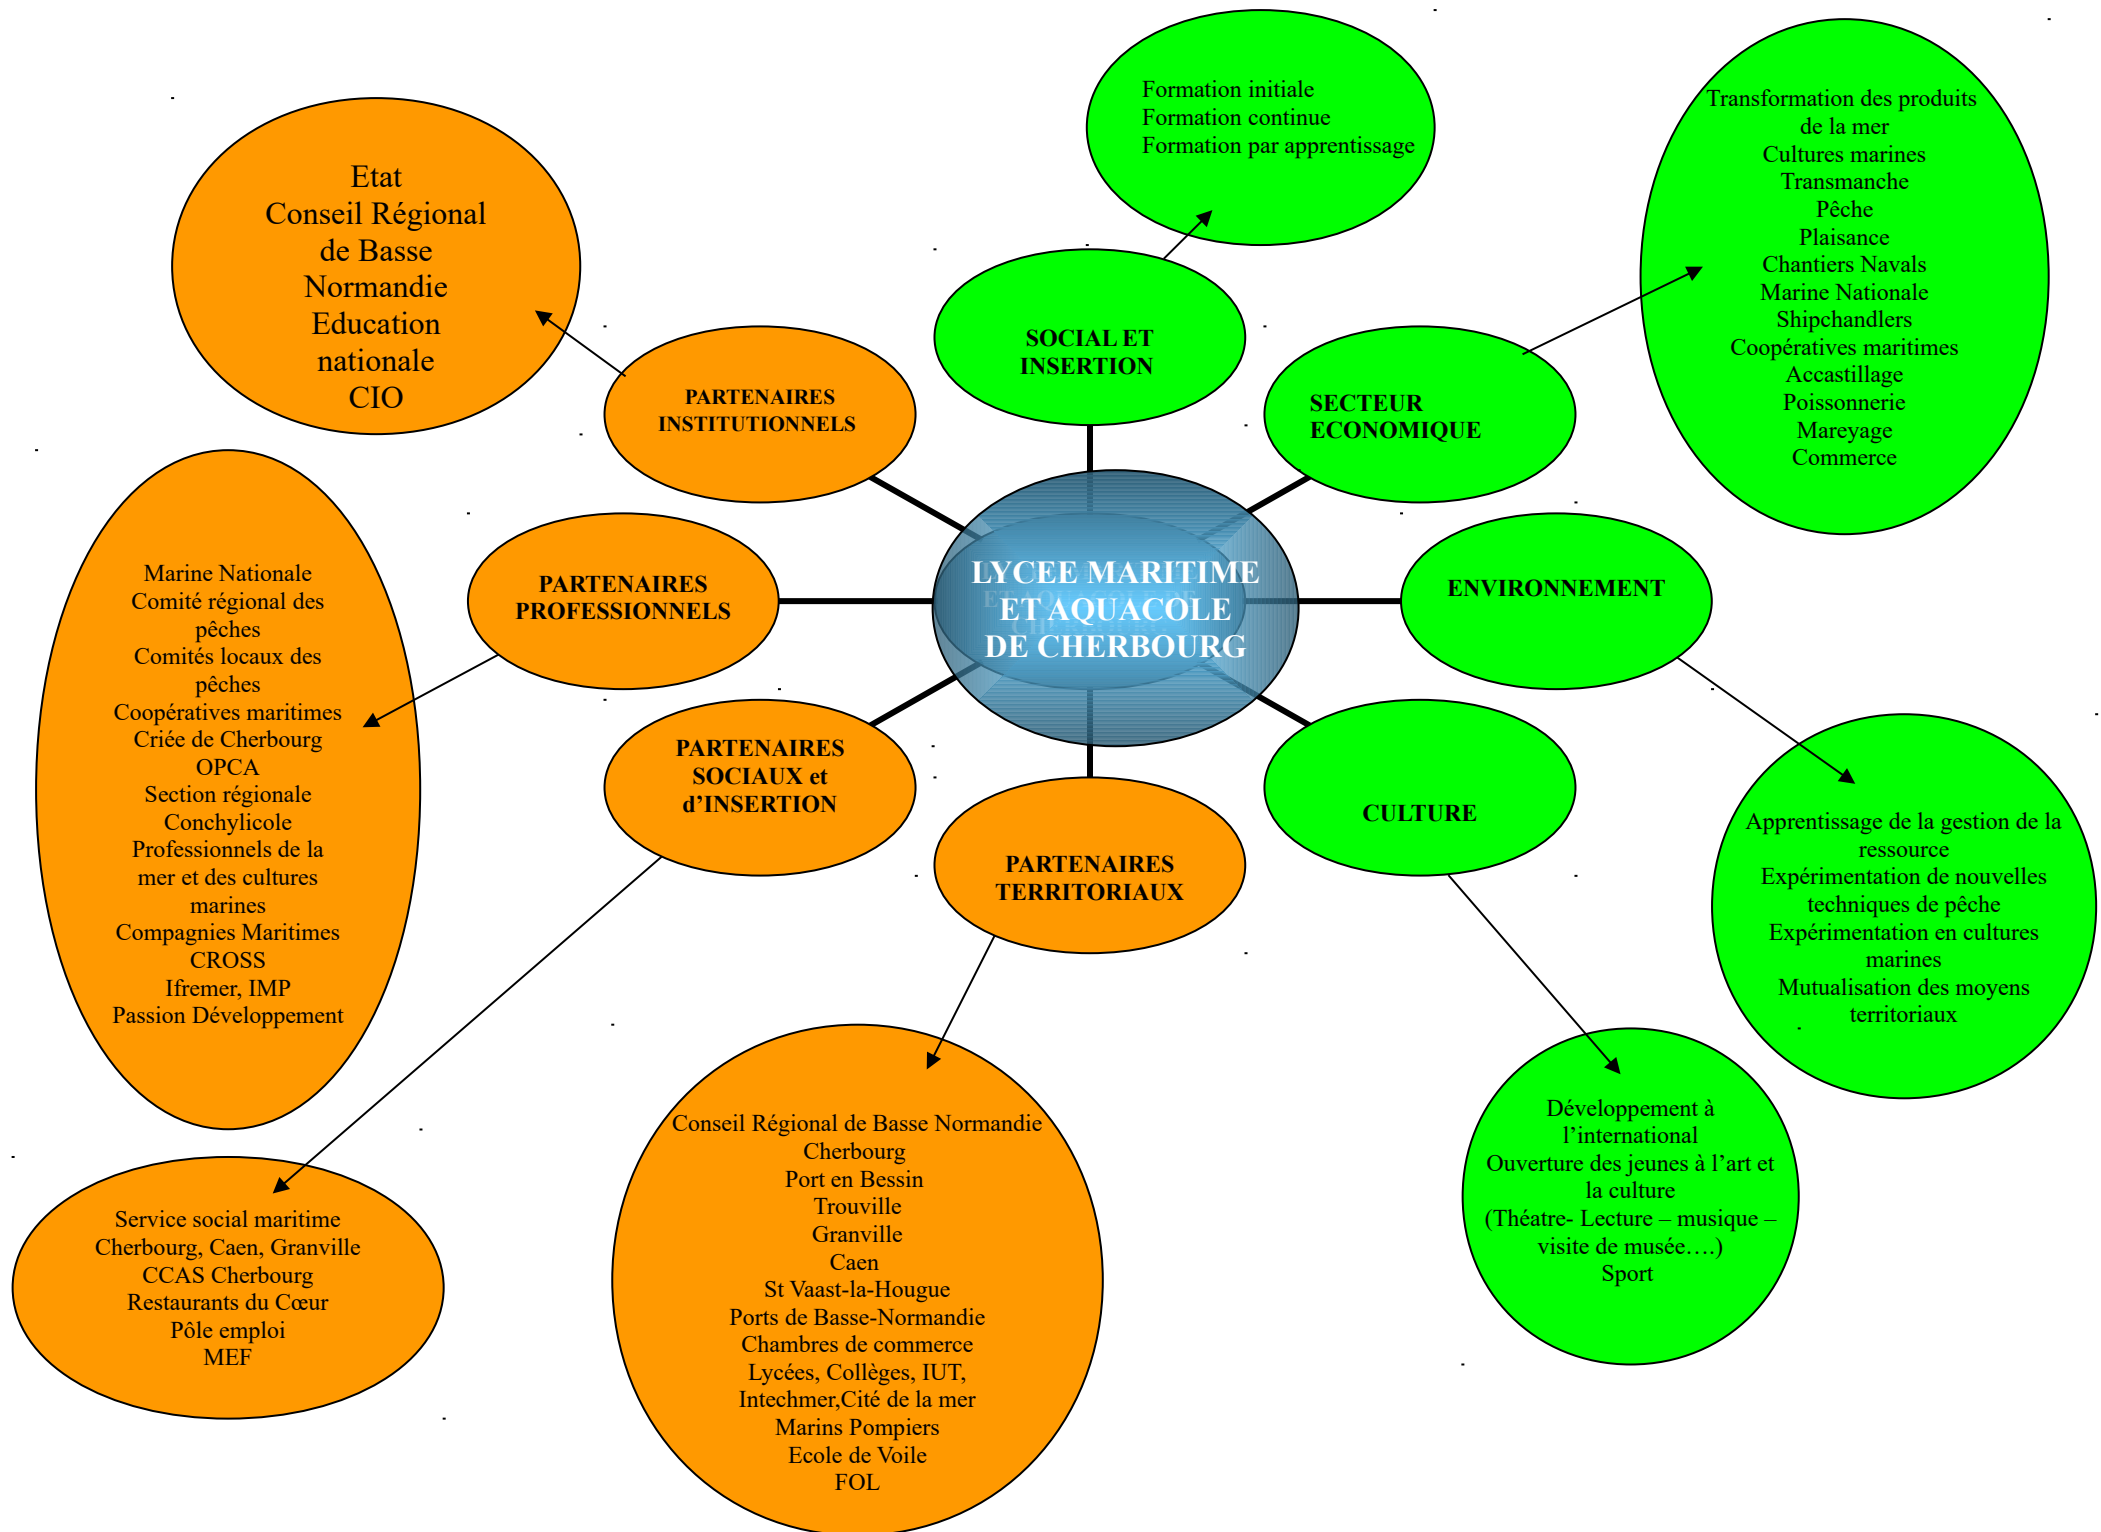 Formation initiale
Formation continue
Formation par apprentissage
Transformation des produits
de la mer
Cultures marines
Transmanche
Pêche
Plaisance
Chantiers Navals
Marine Nationale
Shipchandlers
Coopératives maritimes
Accastillage
Poissonnerie
Mareyage
Commerce
Etat
Conseil Régional
de Basse
Normandie
Education
nationale
CIO
SOCIAL ET
INSERTION
PARTENAIRES
INSTITUTIONNELS
SECTEUR
ECONOMIQUE
PARTENAIRES
PROFESSIONNELS
LYCEE MARITIME
ET AQUACOLE
DE CHERBOURG
ENVIRONNEMENT
Marine Nationale
Comité régional des
pêches
Comités locaux des
pêches
Coopératives maritimes
Criée de Cherbourg
OPCA
Section régionale
Conchylicole
Professionnels de la
mer et des cultures
marines
Compagnies Maritimes
CROSS
Ifremer, IMP
Passion Développement
PARTENAIRES
SOCIAUX et
d’INSERTION
PARTENAIRES
TERRITORIAUX
CULTURE
Apprentissage de la gestion de la
ressource
Expérimentation de nouvelles
techniques de pêche
Expérimentation en cultures
marines
Mutualisation des moyens
territoriaux
Service social maritime
Cherbourg, Caen, Granville
CCAS Cherbourg
Restaurants du Cœur
Pôle emploi
MEF
Conseil Régional de Basse Normandie
Cherbourg
Port en Bessin
Trouville
Granville
Caen
St Vaast-la-Hougue
Ports de Basse-Normandie
Chambres de commerce
Lycées, Collèges, IUT,
Intechmer,Cité de la mer
Marins Pompiers
Ecole de Voile
FOL
Développement à
l’international
Ouverture des jeunes à l’art et
la culture
(Théatre- Lecture – musique –
visite de musée….)
Sport